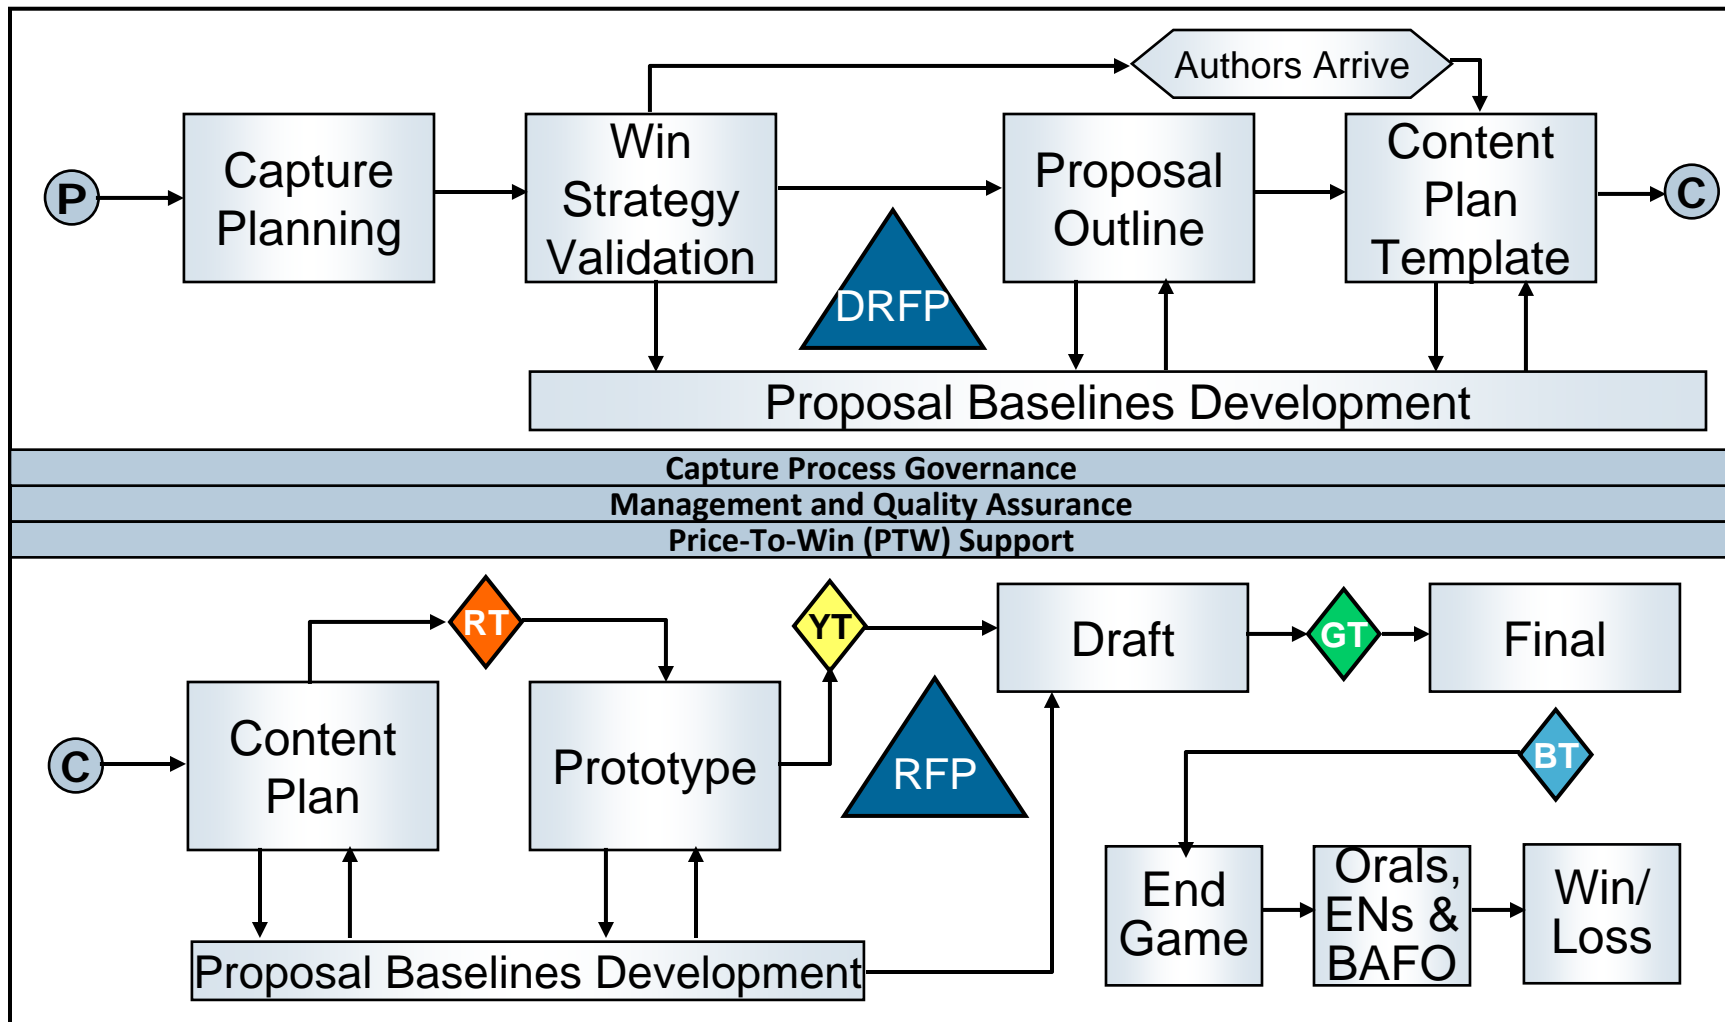 Authors Arrive
P
Capture
Planning
Win
Strategy
Validation
DRFP
Proposal
Outline
Content
Plan
Template
C
Proposal Baselines Development
Capture Process Governance
Management and Quality Assurance
Price-To-Win (PTW) Support
C
Content
Plan
RT
Prototype
YT
RFP
Draft
GT
Final
Proposal Baselines Development
BT
End
Game
Orals,
ENs &
BAFO
Win/
Loss